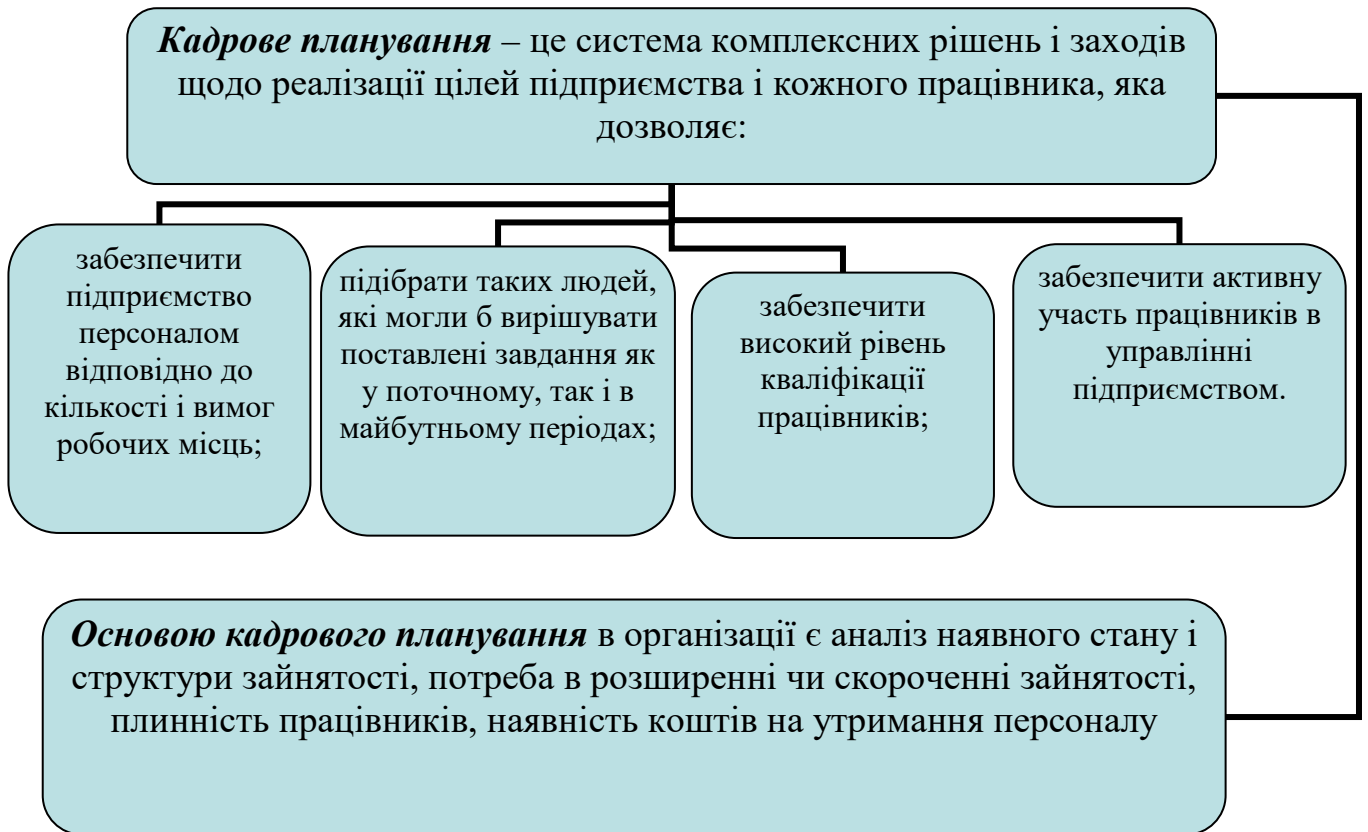 Кадрове планування – це система комплексних рішень і заходів
щодо реалізації цілей підприємства і кожного працівника, яка
дозволяє:
забезпечити
підприємство
персоналом
відповідно до
кількості і вимог
робочих місць;
підібрати таких людей,
які могли б вирішувати
поставлені завдання як
у поточному, так і в
майбутньому періодах;
забезпечити
високий рівень
кваліфікації
працівників;
забезпечити активну
участь працівників в
управлінні
підприємством.
Основою кадрового планування в організації є аналіз наявного стану і
структури зайнятості, потреба в розширенні чи скороченні зайнятості,
плинність працівників, наявність коштів на утримання персоналу